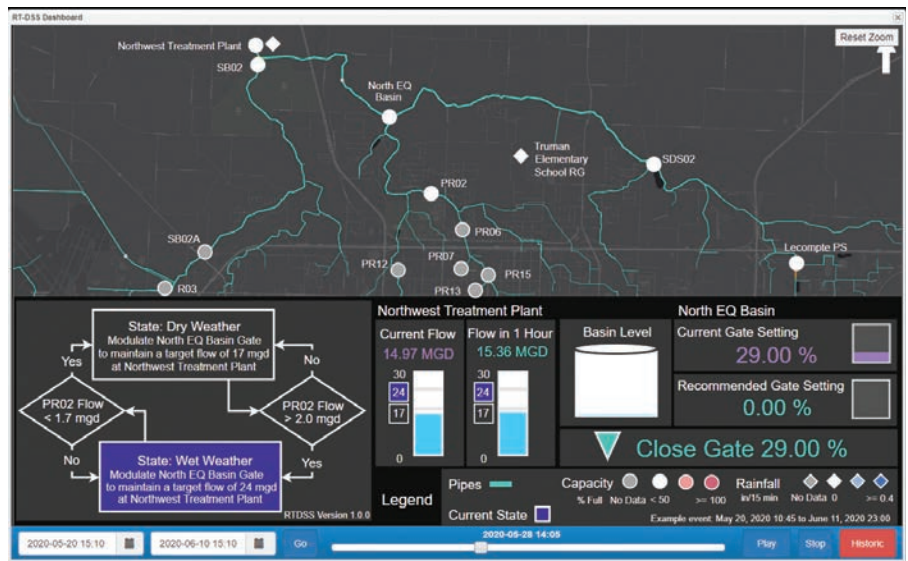 RT-DSS Dashboard
Reset Zoom
Northwest Treatment Plant
SB02
North EQ
Basin
Truman
Elementary
School RG
SDS02
PR02
PR06
SB02A
Lecompte PS
PR12
PR07
PR15
R03
PR13
State: Dry Weather
Modulate North EQ Basin Gate
to maintain a target flow of 17 mgd
at Northwest Treatment Plant
Yes
No
PR02 Flow
< 1.7 mgd
PR02 Flow
> 2.0 mgd
No
Yes
State: Wet Weather
Modulate North EQ Basin Gate
to maintain a target flow of 24 mgd
at Northwest Treatment Plant
RTDSS Version 1.0.0
Northwest Treatment Plant
Current Flow
14.97 MGD
30
24
17
0
Flow in 1 Hour
15.36 MGD
30
24
17
0
Basin Level
North EQ Basin
Current Gate Setting
29.00 %
Recommended Gate Setting
0.00 %
Close Gate 29.00 %
Legend
Pipes
Current State
Capacity
% Full No Data < 50 >= 100
Rainfall
in/15 min No Data 0 >= 0.4
Example event: May 20, 2020 10:45 to June 11, 2020 23:00
2020-05-20 15:10
2020-06-10 15:10
Go
2020-05-28 14:05
Play
Stop
Historic